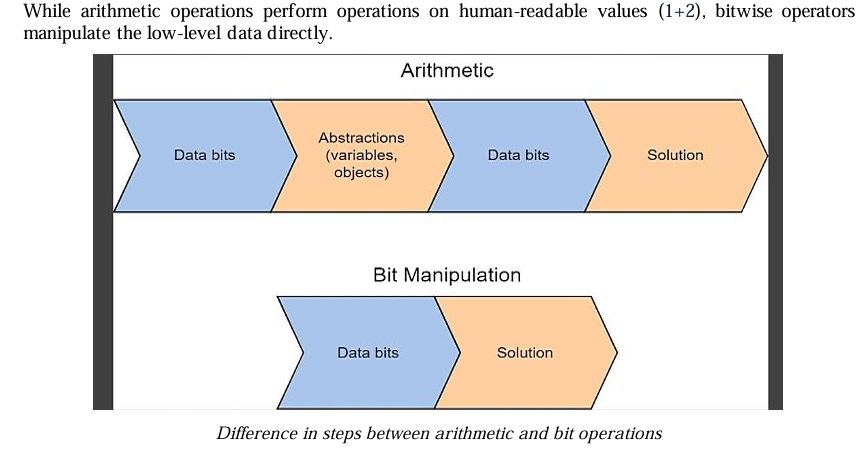 While arithmetic operations perform operations on human-readable values (1+2), bitwise operators
manipulate the low-level data directly.
Arithmetic
Data bits
Abstractions
(variables,
objects)
Data bits
Solution
Bit Manipulation
Data bits
Solution
Difference in steps between arithmetic and bit operations